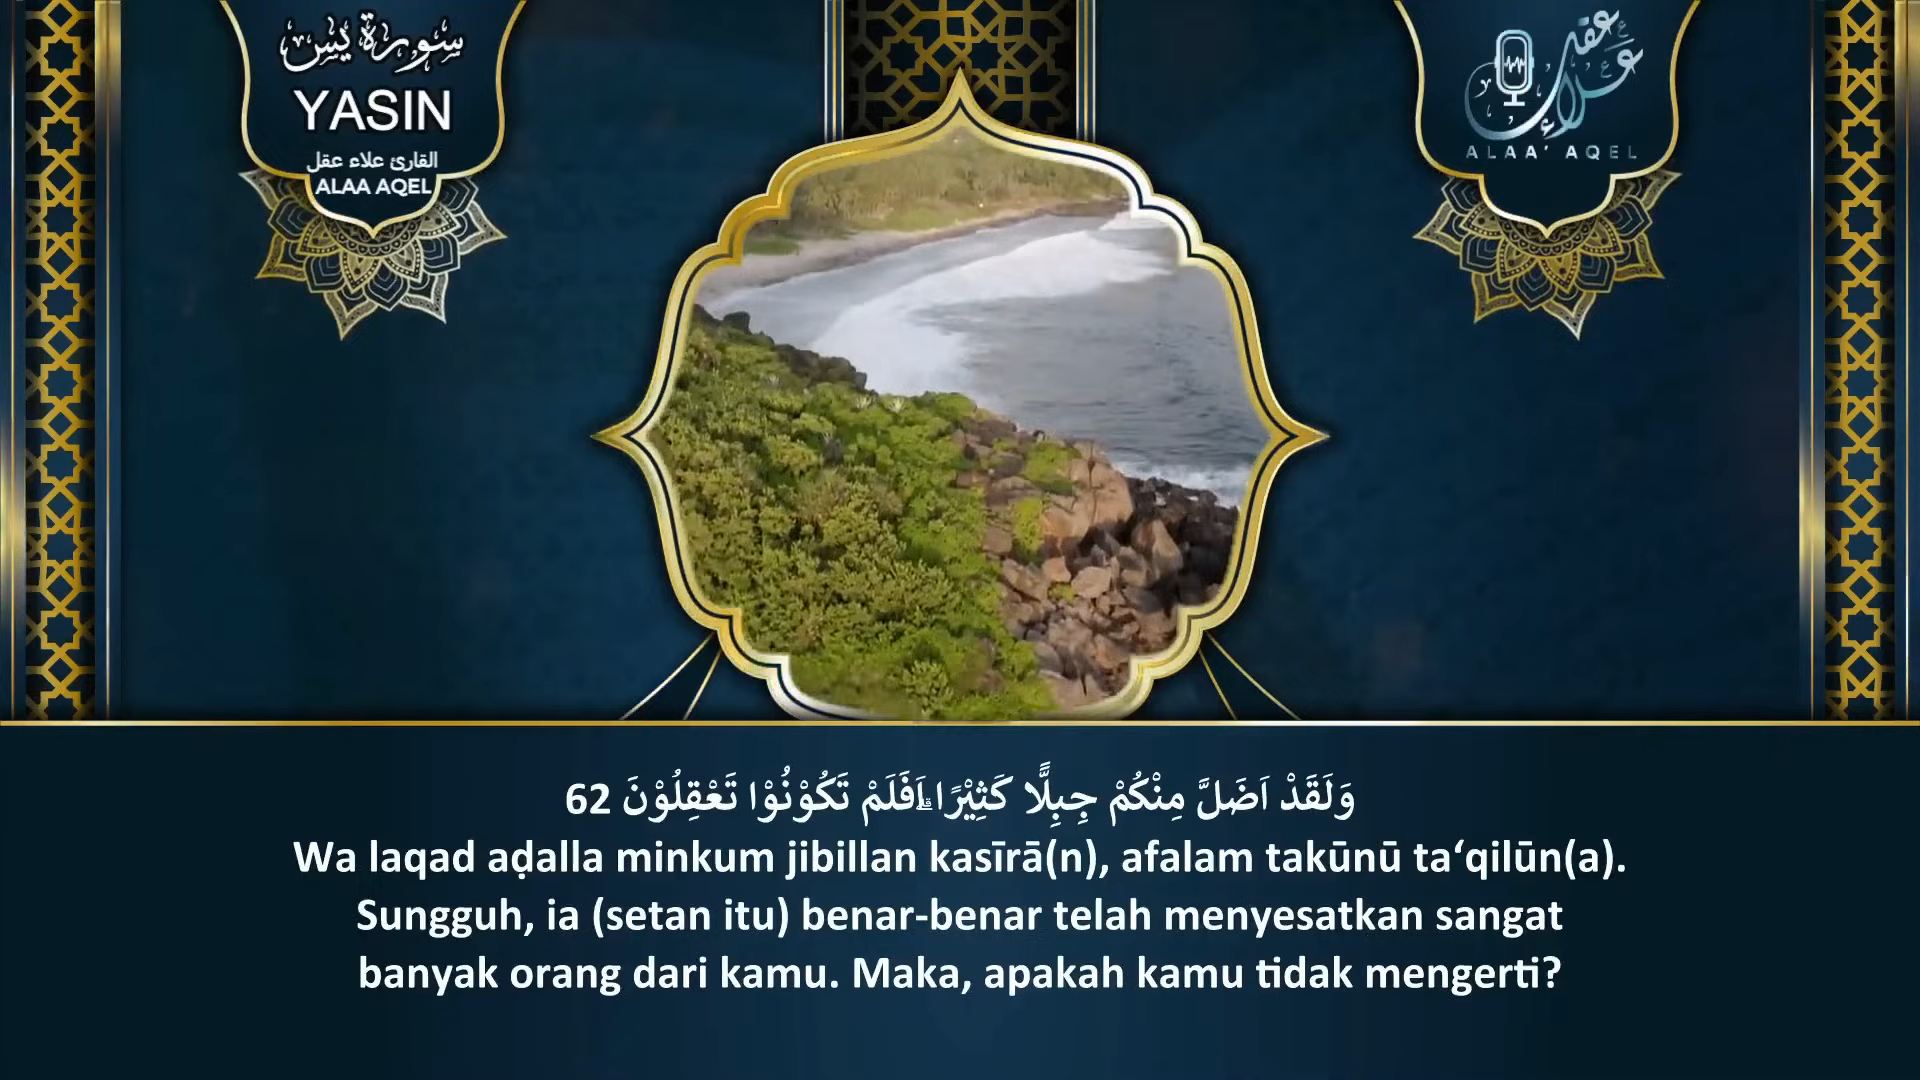 سورة يس
YASIN
القارئ علاء عقل
ALAA AQEL
علاء عقل
ALAA' AQEL
وَلَقَدْ اَضَلَّ مِنْكُمْ جِبِلًّا كَثِيْرًاۗ اَفَلَمْ تَكُوْنُوْا تَعْقِلُوْنَ 62
Wa laqad aḍalla minkum jibillan kasīrā(n), afalam takūnū ta‘qilūn(a).
Sungguh, ia (setan itu) benar-benar telah menyesatkan sangat
banyak orang dari kamu. Maka, apakah kamu tidak mengerti?